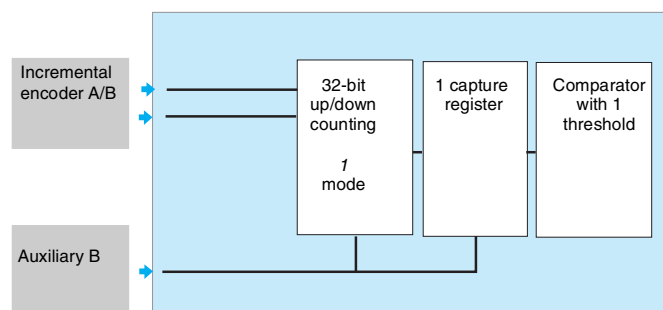 Incremental
encoder A/B
32-bit
up/down
counting
1
mode
1 capture
register
Comparator
with 1
threshold
Auxiliary B